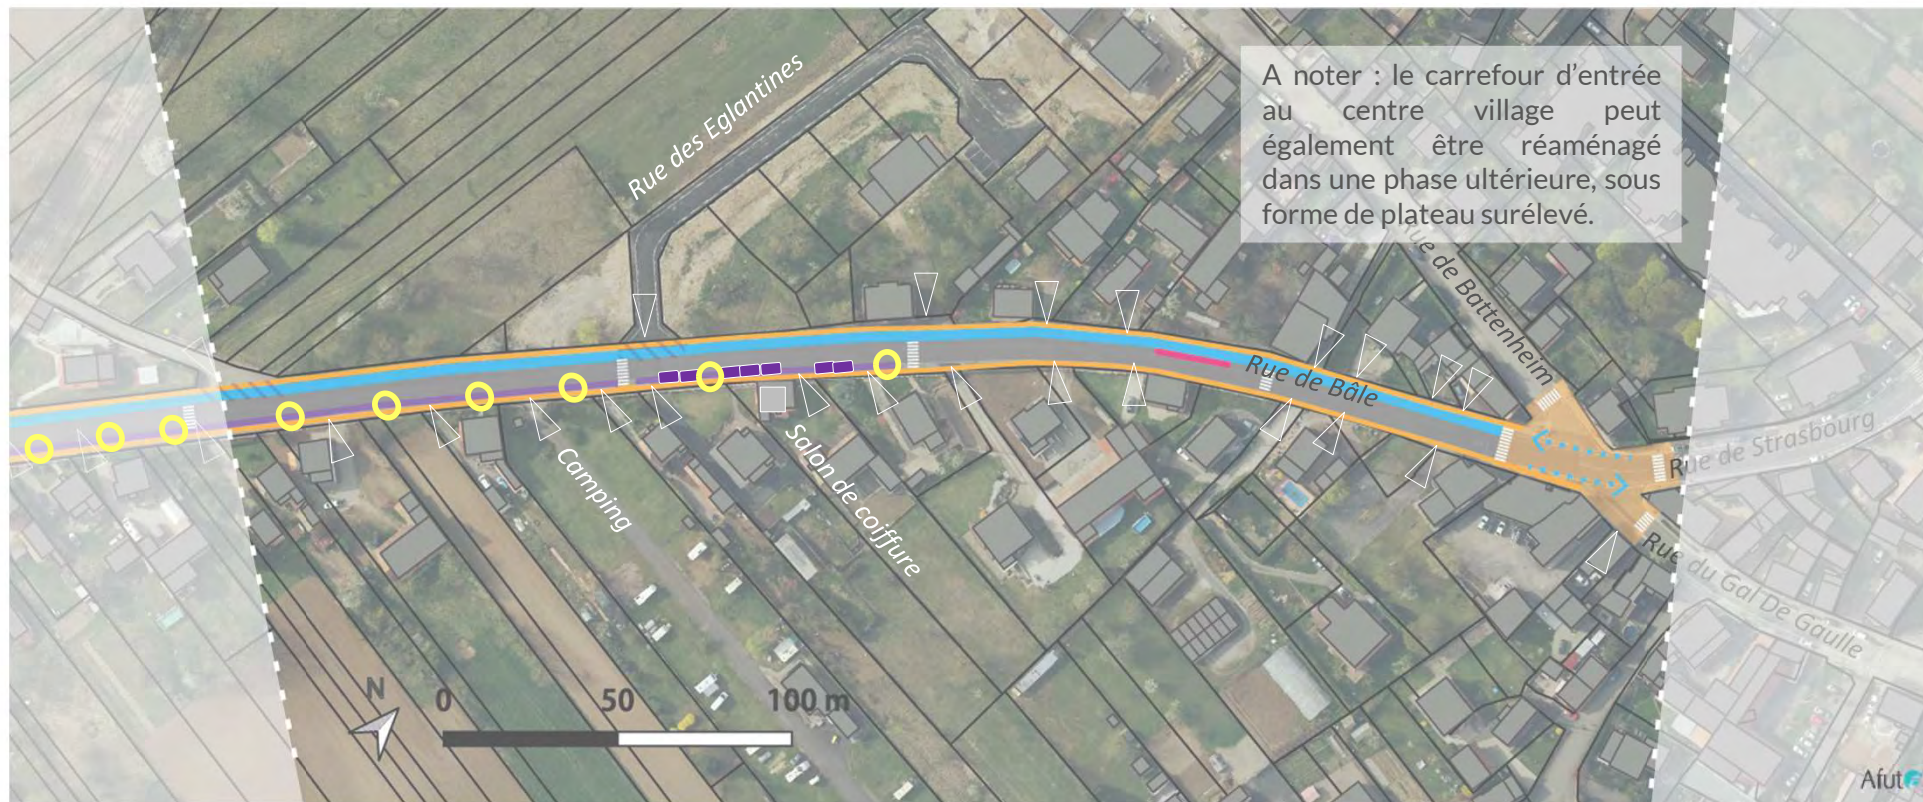 A noter : le carrefour d’entrée
au centre village peut
également être réaménagé
dans une phase ultérieure, sous
forme de plateau surélevé.
Rue des Eglantines
Rue de Battenheim
Rue de Bâle
Rue de Strasbourg
Camping
Salon de coiffure
Rue du Gal De Gaulle
N
0 50 100 m
Afut